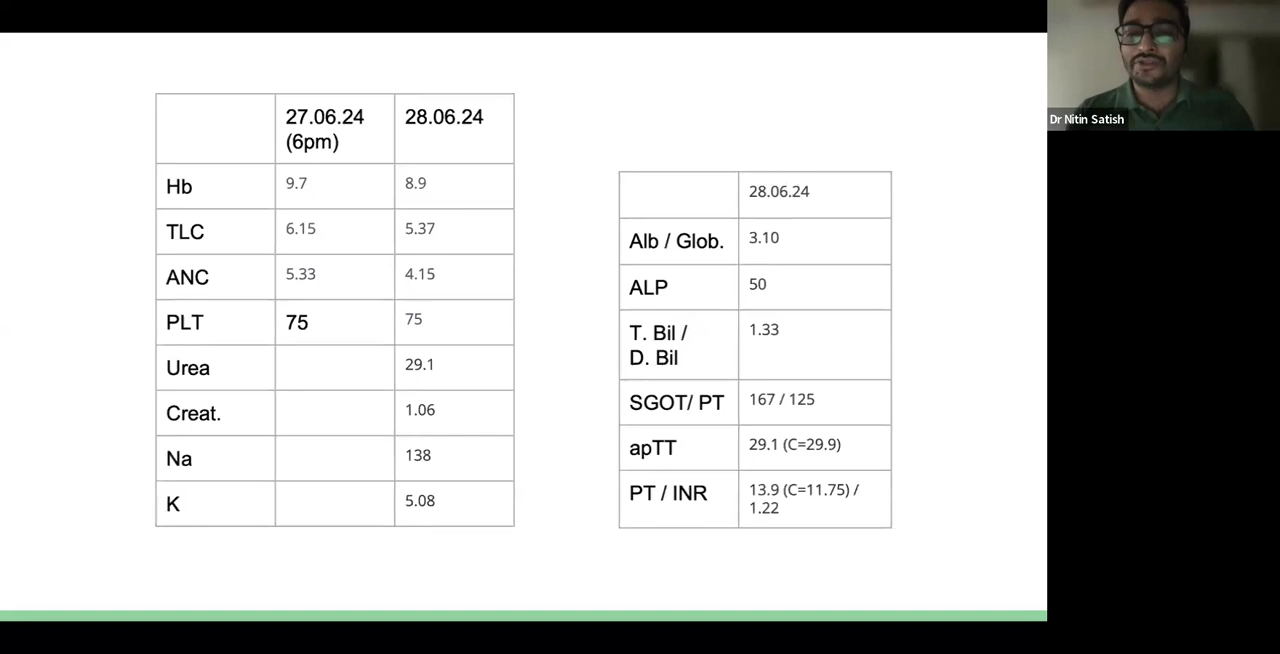 27.06.24 28.06.24
(6pm)
Hb 9.7 8.9
TLC 6.15 5.37
ANC 5.33 4.15
PLT 75 75
Urea 29.1
Creat. 1.06
Na 138
K 5.08
28.06.24
Alb / Glob. 3.10
ALP 50
T. Bil / 1.33
D. Bil
SGOT/ PT 167 / 125
apTT 29.1 (C=29.9)
PT / INR 13.9 (C=11.75) /
1.22
Dr Nitin Satish